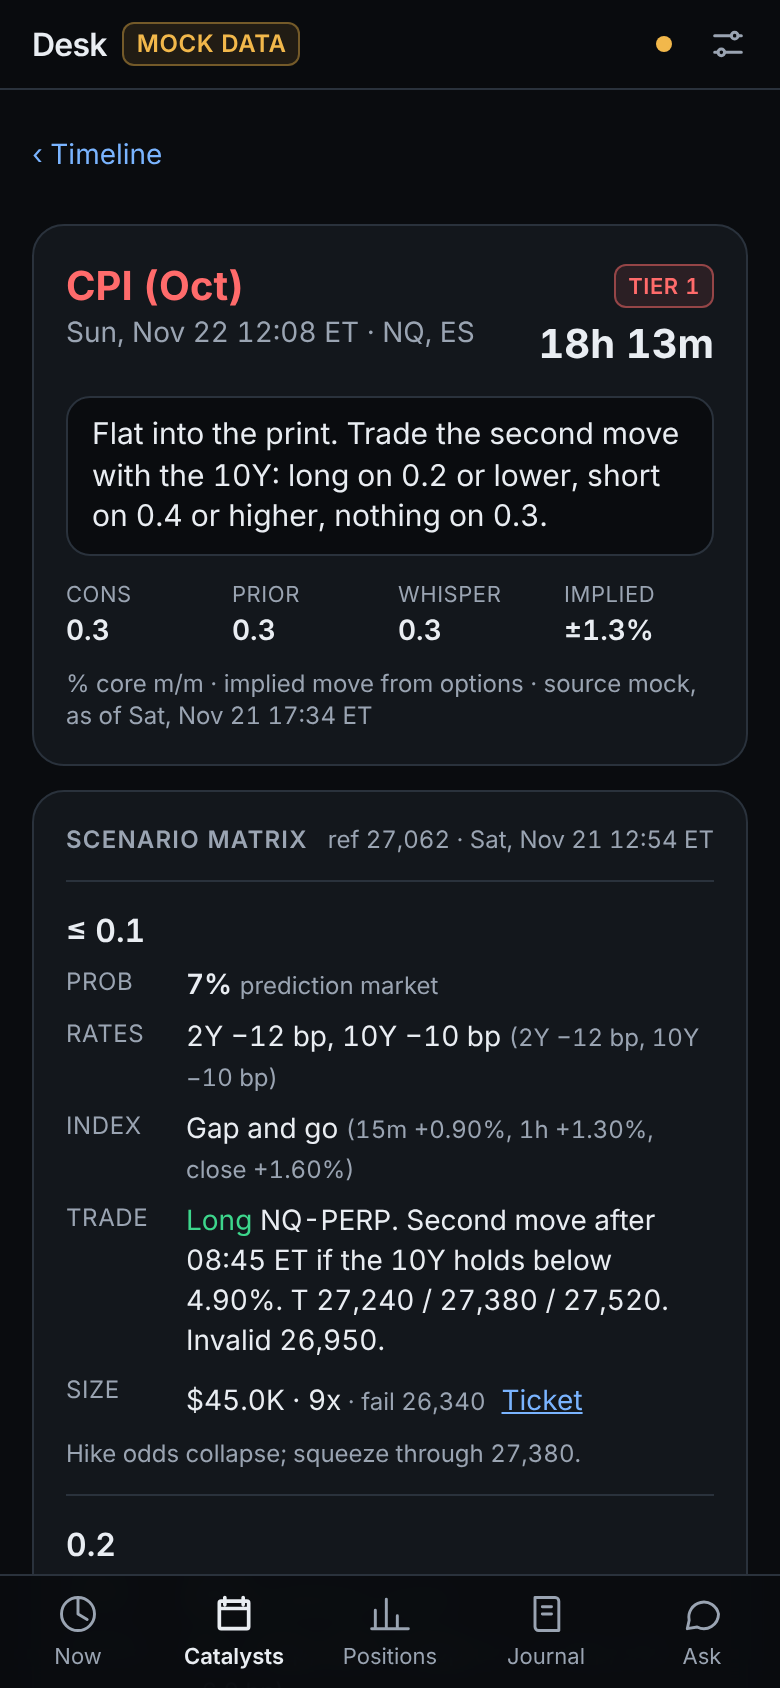 Desk MOCK DATA
‹ Timeline
CPI (Oct)
TIER 1
Sun, Nov 22 12:08 ET · NQ, ES
18h 13m
Flat into the print. Trade the second move
with the 10Y: long on 0.2 or lower, short
on 0.4 or higher, nothing on 0.3.
CONS PRIOR WHISPER IMPLIED
0.3 0.3 0.3 ±1.3%
% core m/m · implied move from options · source mock,
as of Sat, Nov 21 17:34 ET
SCENARIO MATRIX ref 27,062 · Sat, Nov 21 12:54 ET
≤ 0.1
PROB 7% prediction market
RATES 2Y −12 bp, 10Y −10 bp (2Y −12 bp, 10Y
−10 bp)
INDEX Gap and go (15m +0.90%, 1h +1.30%,
close +1.60%)
TRADE Long NQ-PERP. Second move after
08:45 ET if the 10Y holds below
4.90%. T 27,240 / 27,380 / 27,520.
Invalid 26,950.
SIZE $45.0K · 9x · fail 26,340 Ticket
Hike odds collapse; squeeze through 27,380.
0.2
Now Catalysts Positions Journal Ask